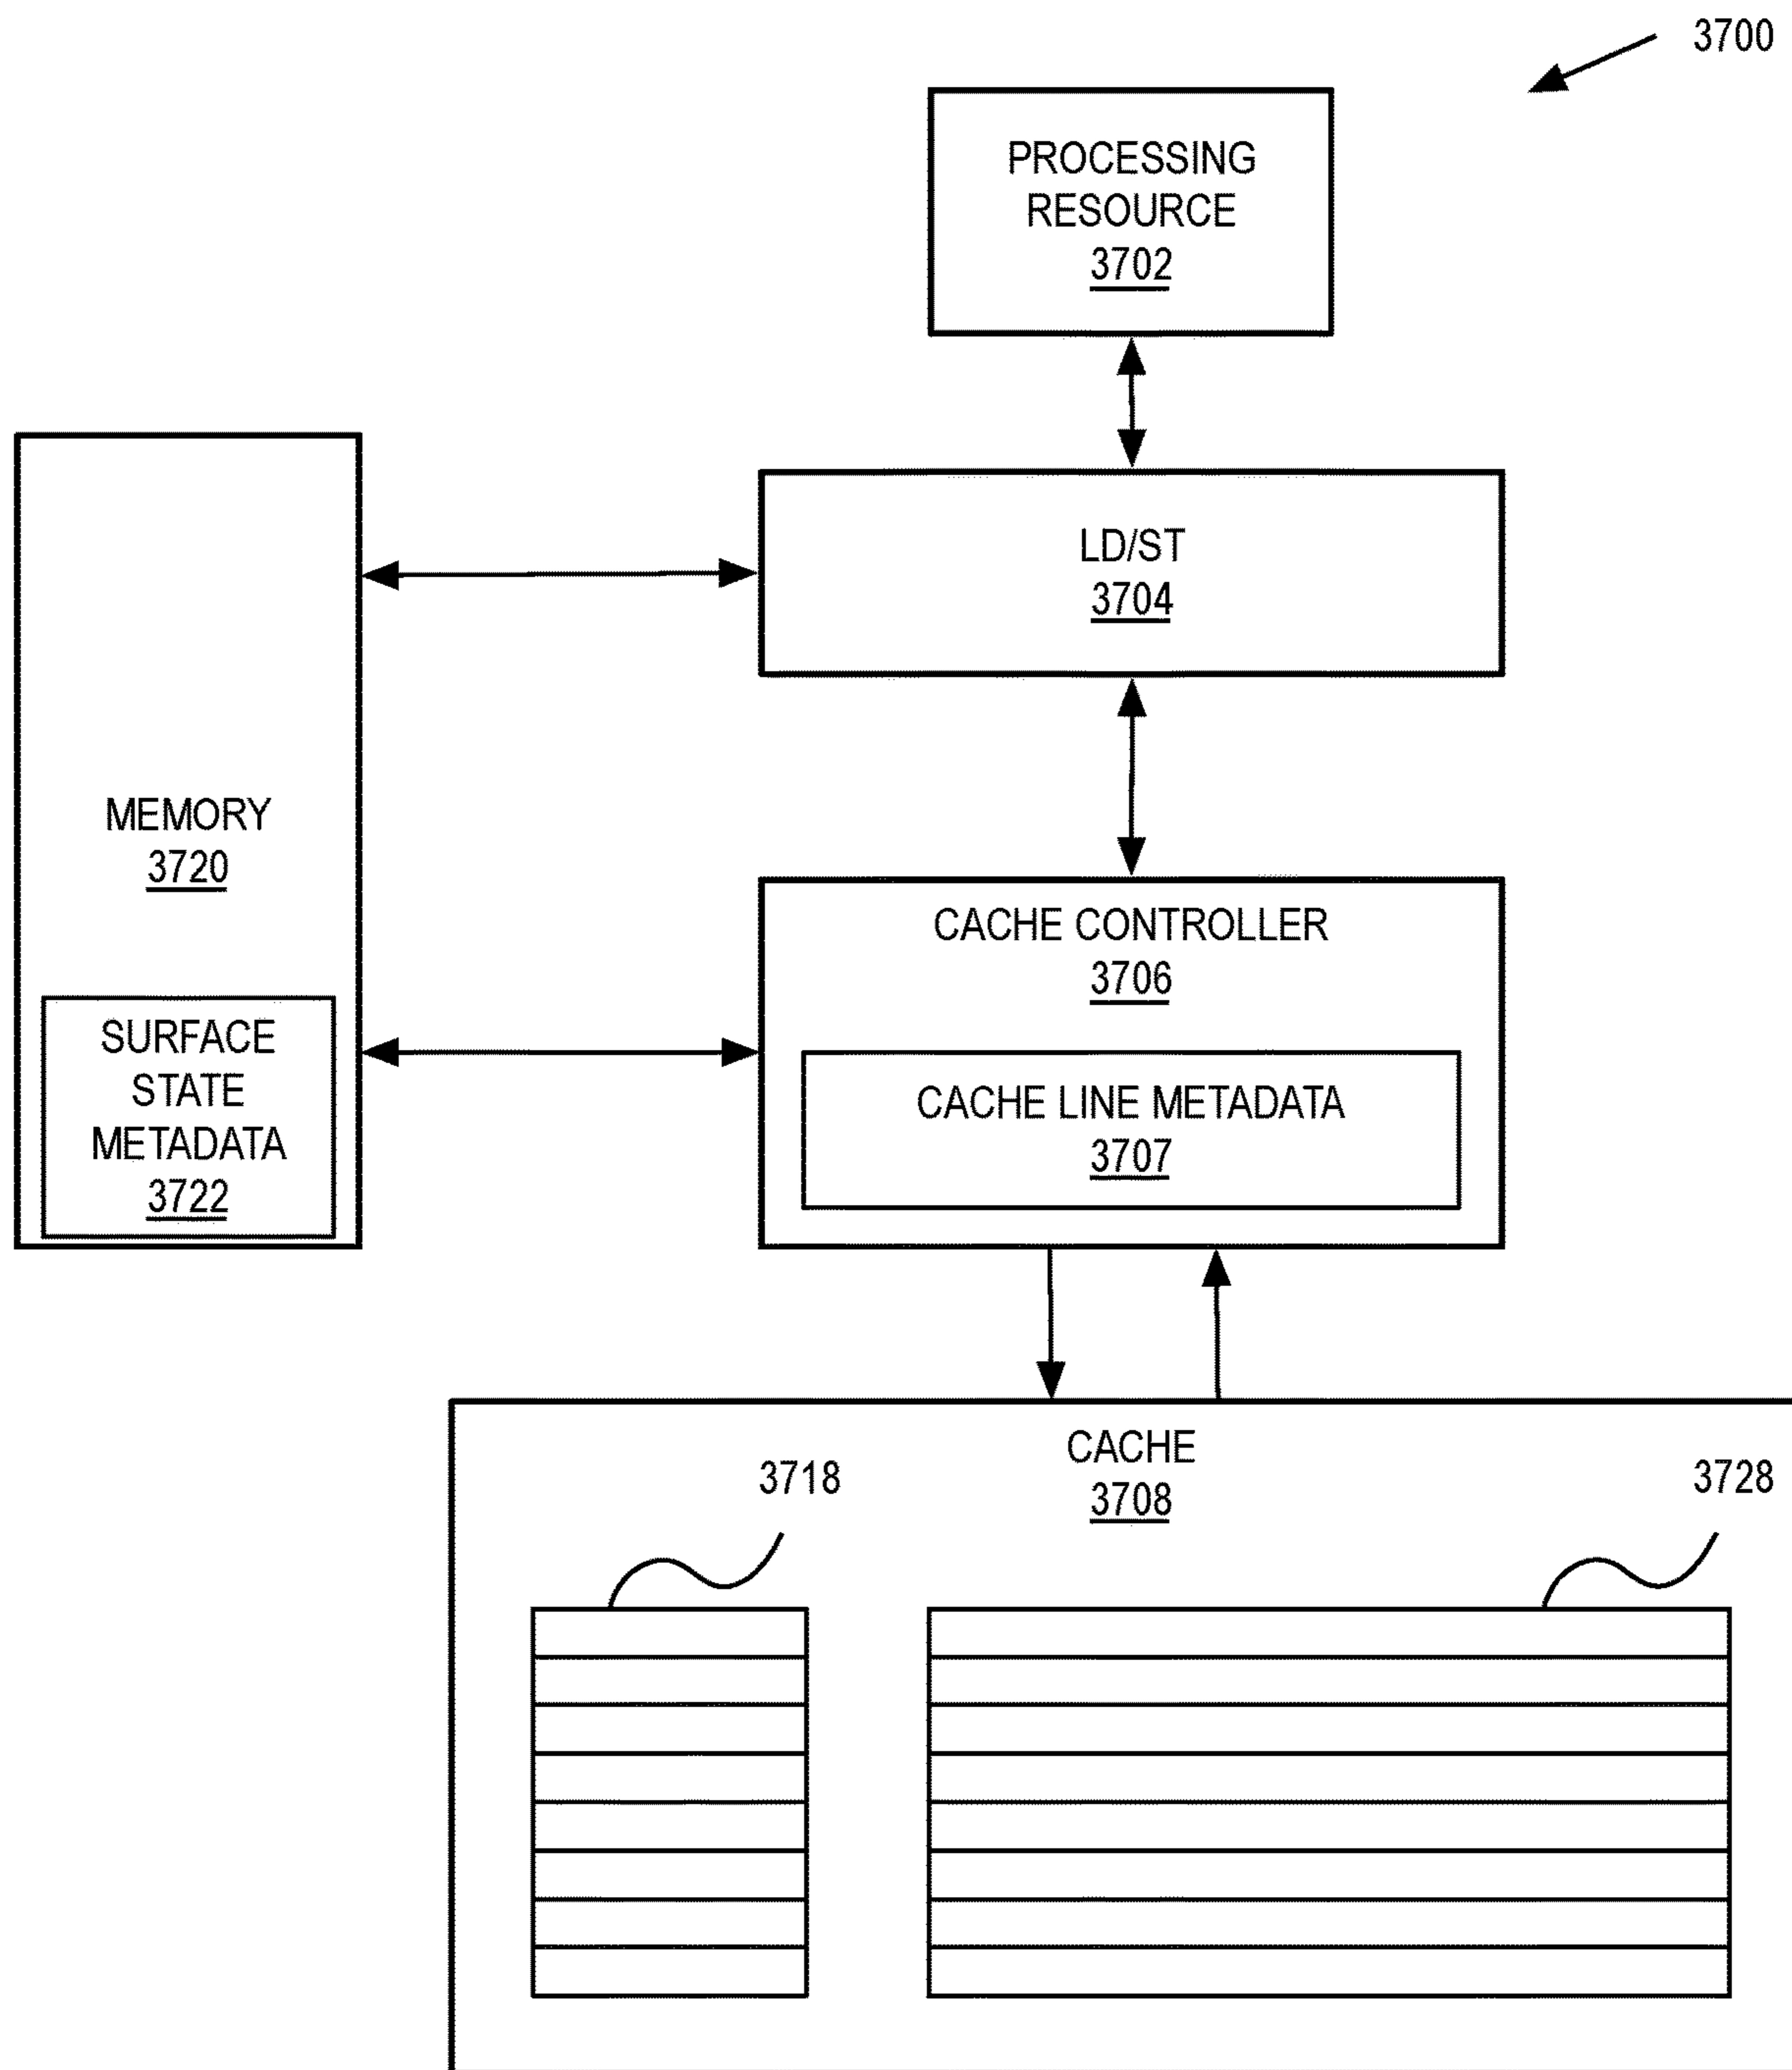 3700
PROCESSING
RESOURCE
3702
LD/ST
3704
MEMORY
3720
SURFACE
STATE
METADATA
3722
CACHE CONTROLLER
3706
CACHE LINE METADATA
3707
CACHE
3708
3718
3728